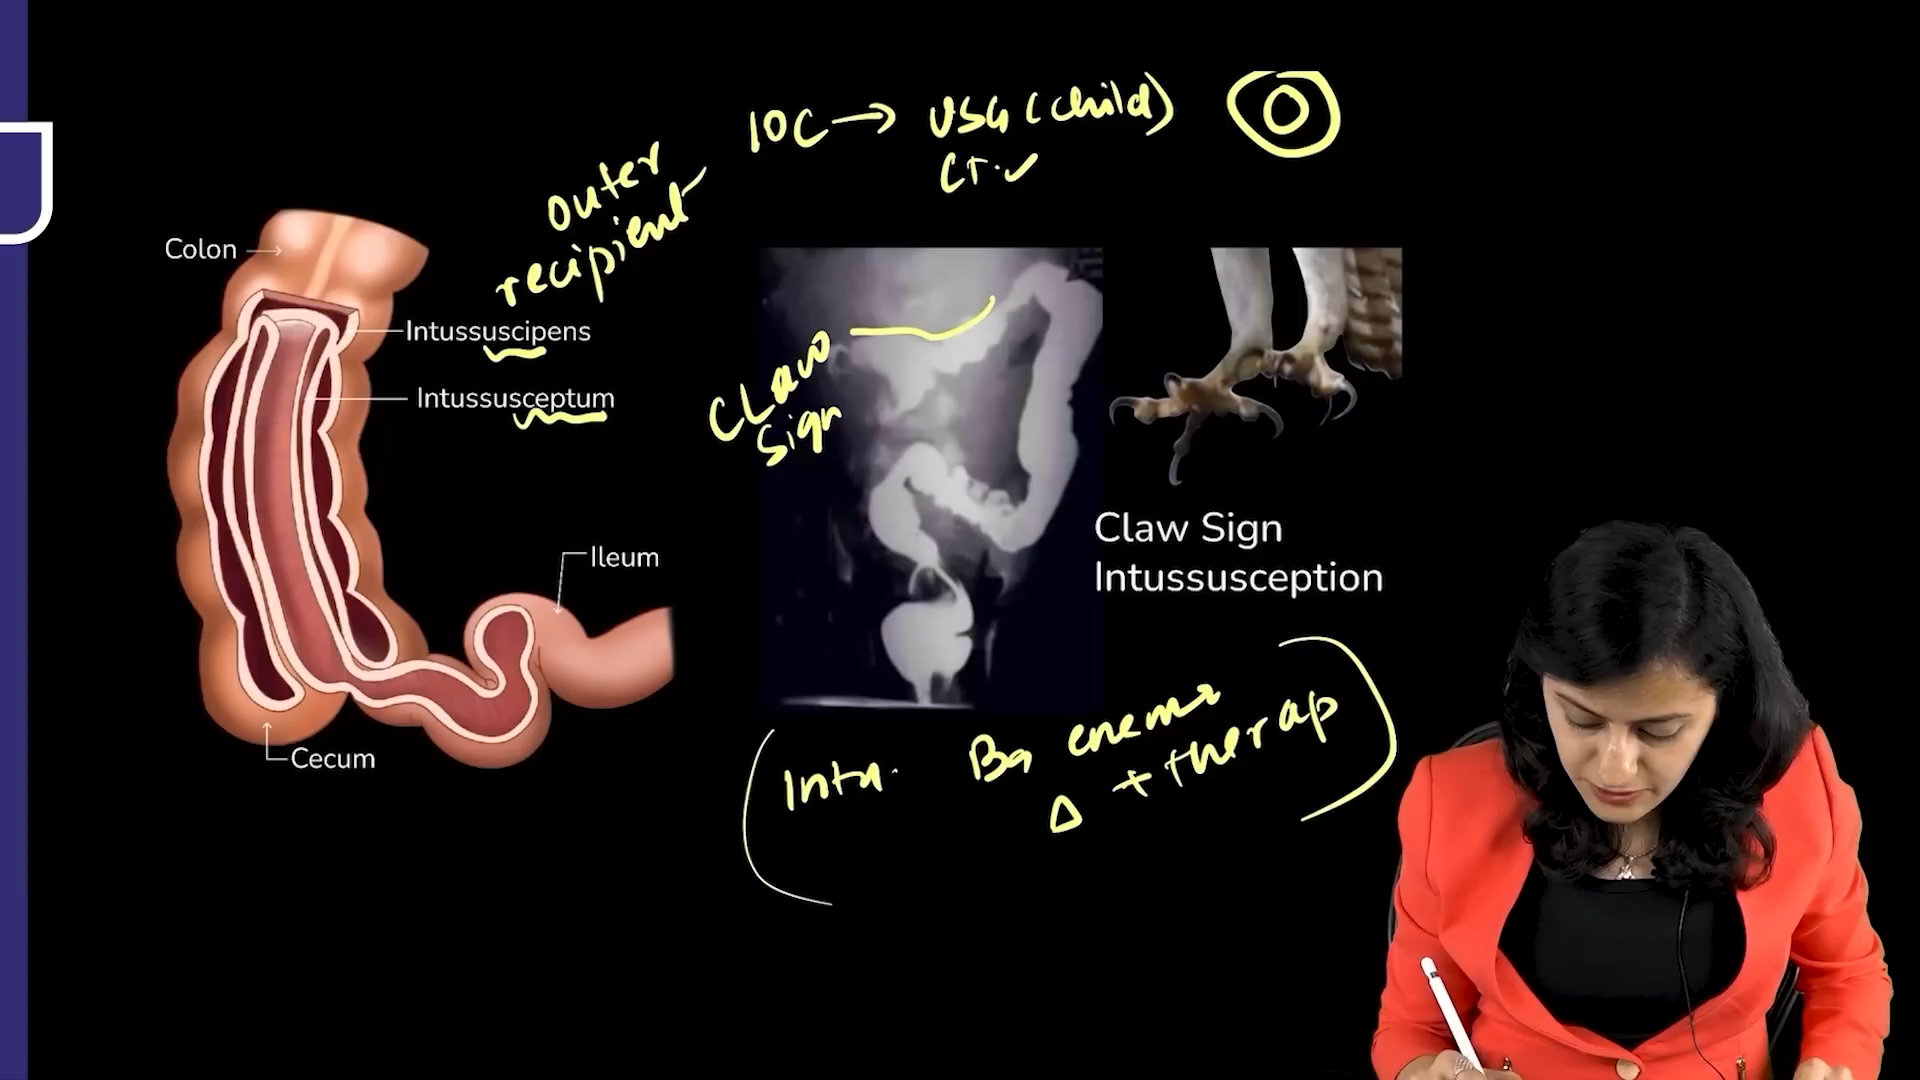 IOC → USG (child)
CT ✓
outer
recipient
Colon
Intussuscipens
Intussusceptum
CLaw
Sign
Claw Sign
Intussusception
Ileum
Cecum
Intu. Ba enema
Δ + therap